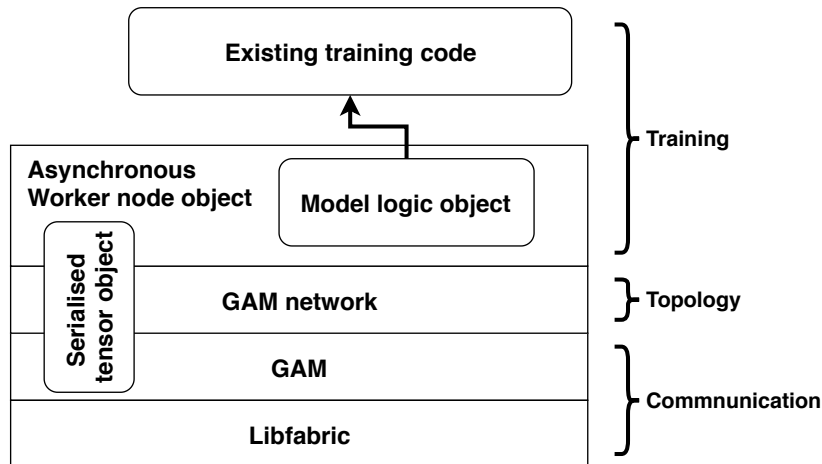 Existing training code
Training
Asynchronous
Worker node object
Model logic object
Serialised
tensor object
GAM network
Topology
GAM
Commnunication
Libfabric